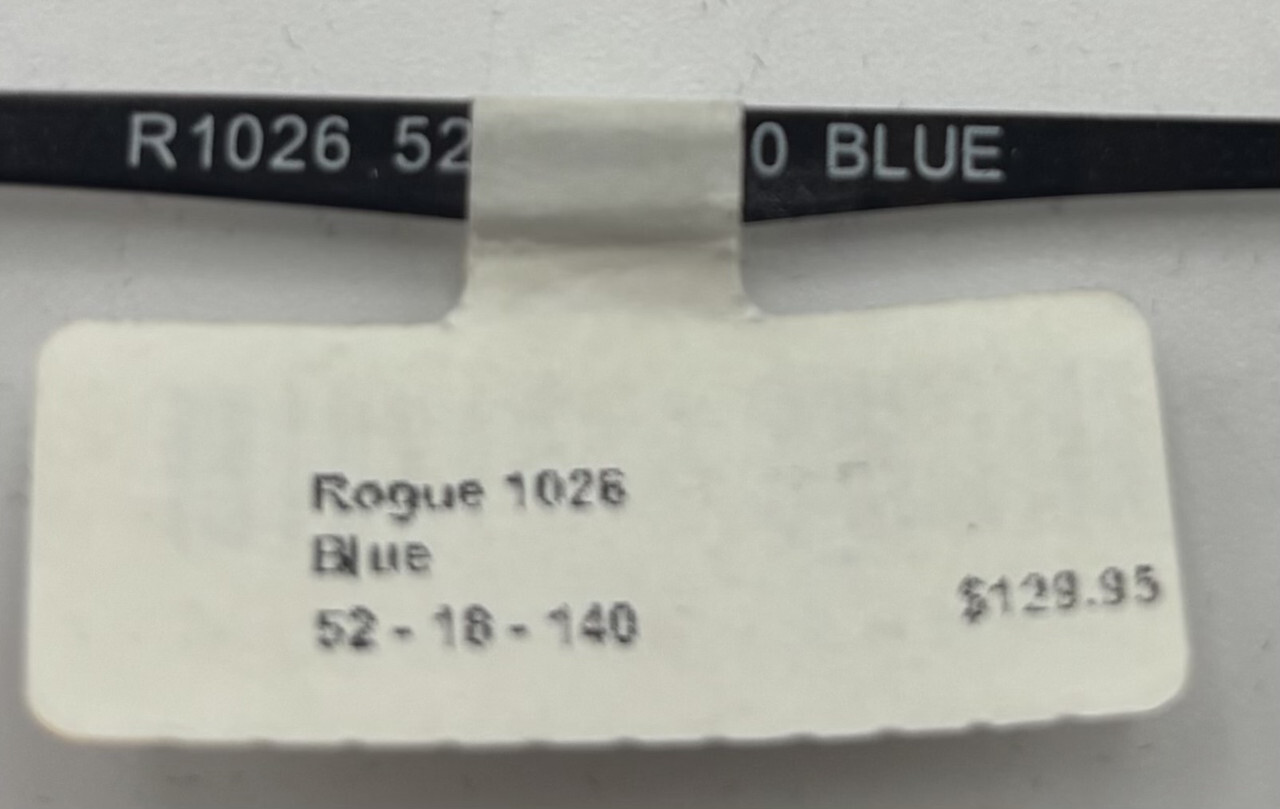 R1026 52 0 BLUE
Rogue 1026
Blue
52 - 18 - 140
$129.95